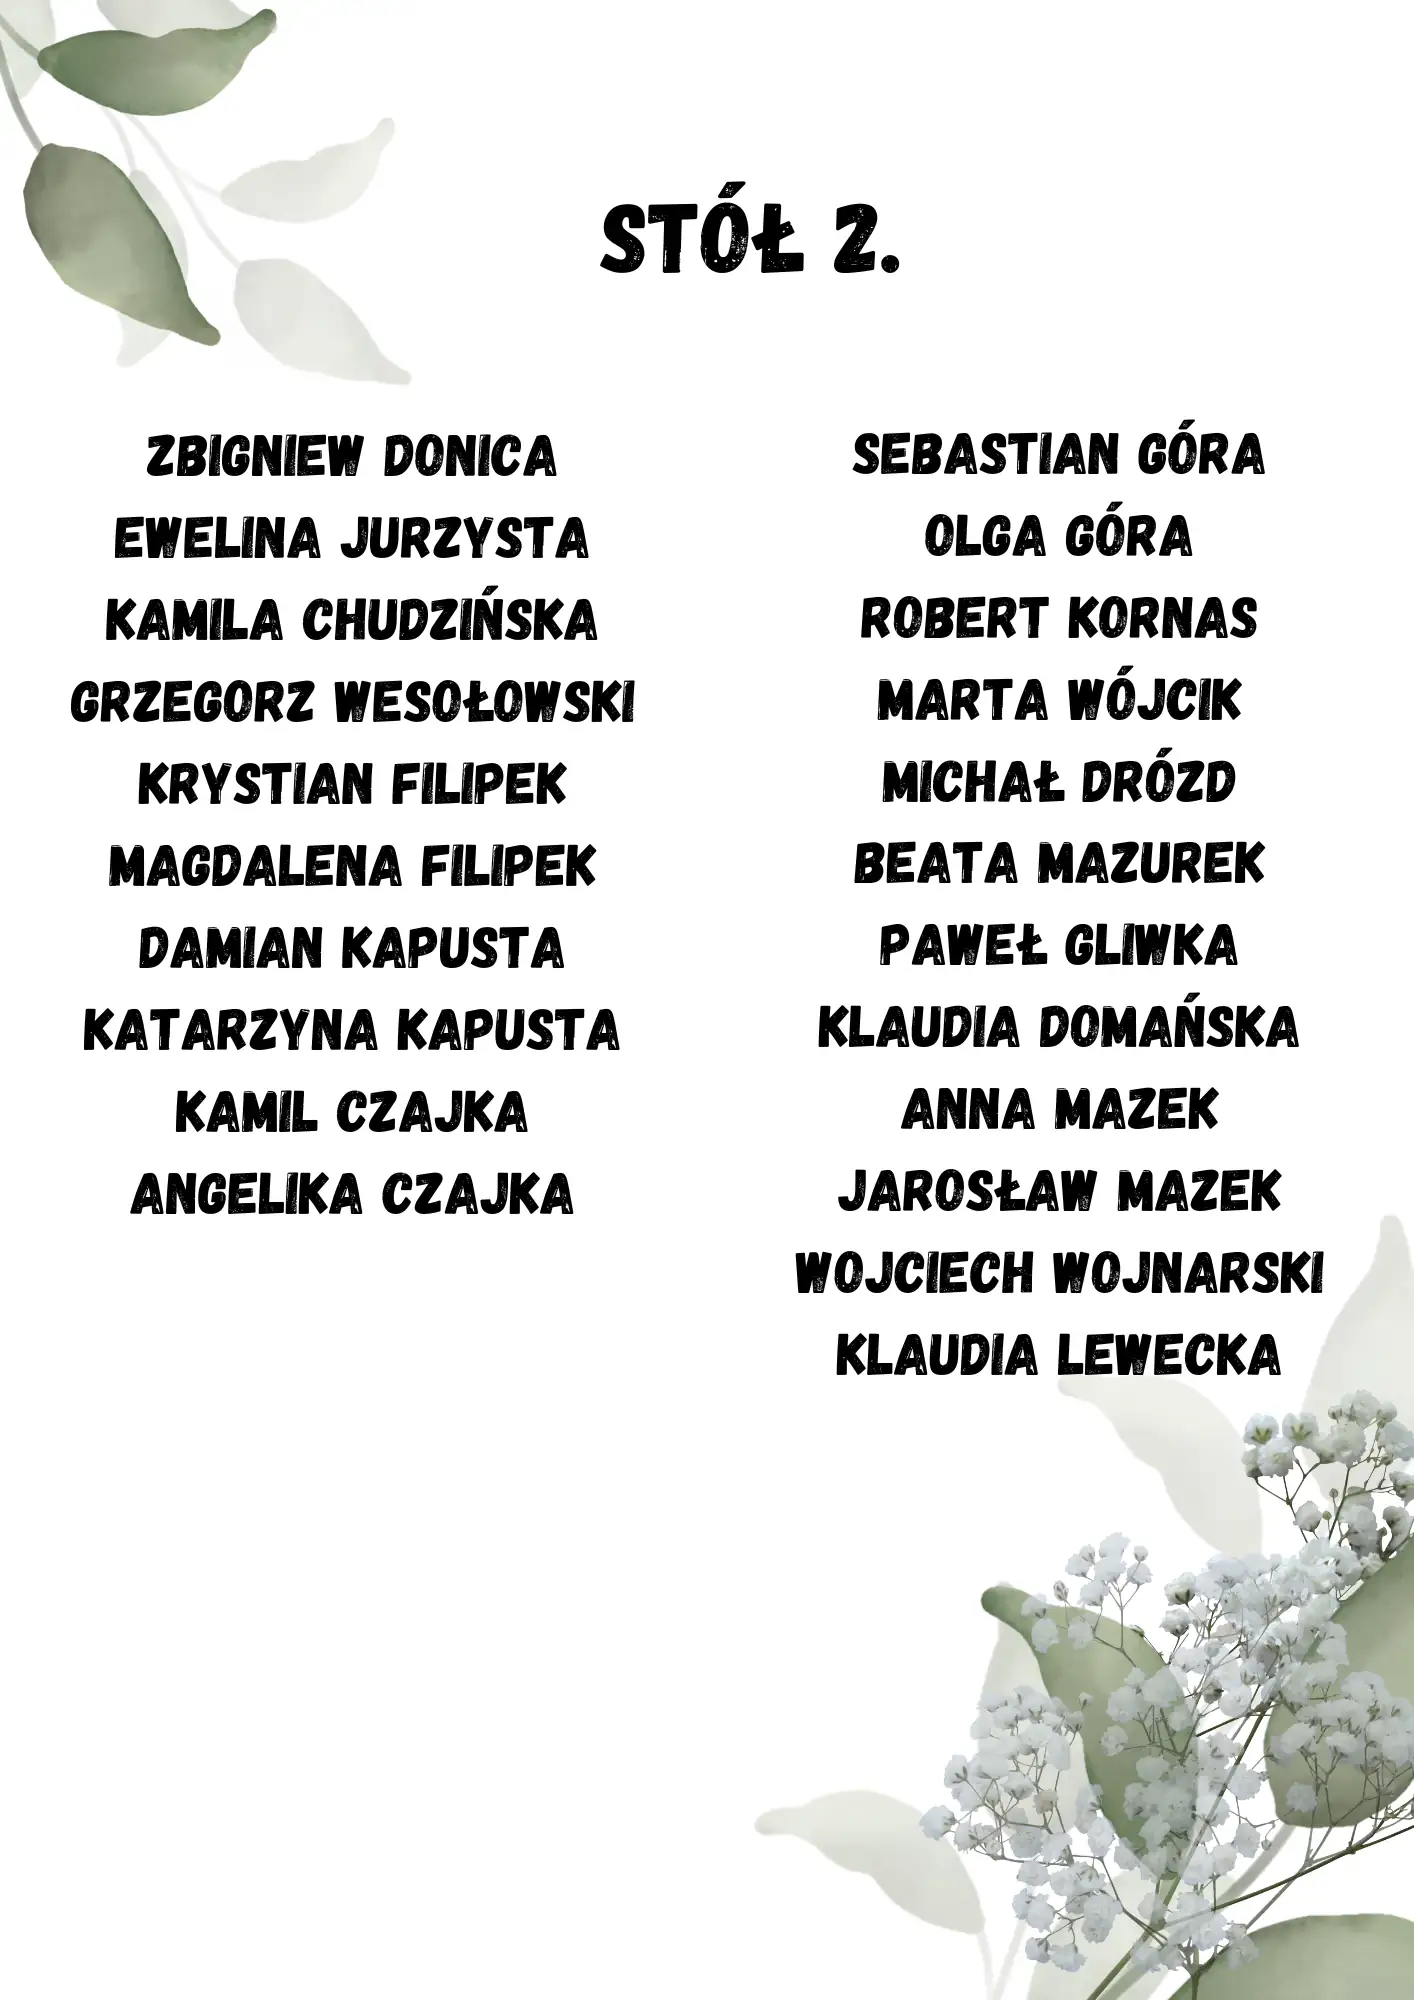 STÓŁ 2.
ZBIGNIEW DONICA
EWELINA JURZYSTA
KAMILA CHUDZIŃSKA
GRZEGORZ WESOŁOWSKI
KRYSTIAN FILIPEK
MAGDALENA FILIPEK
DAMIAN KAPUSTA
KATARZYNA KAPUSTA
KAMIL CZAJKA
ANGELIKA CZAJKA
SEBASTIAN GÓRA
OLGA GÓRA
ROBERT KORNAS
MARTA WÓJCIK
MICHAŁ DRÓZD
BEATA MAZUREK
PAWEŁ GLIWKA
KLAUDIA DOMAŃSKA
ANNA MAZEK
JAROSŁAW MAZEK
WOJCIECH WOJNARSKI
KLAUDIA LEWECKA